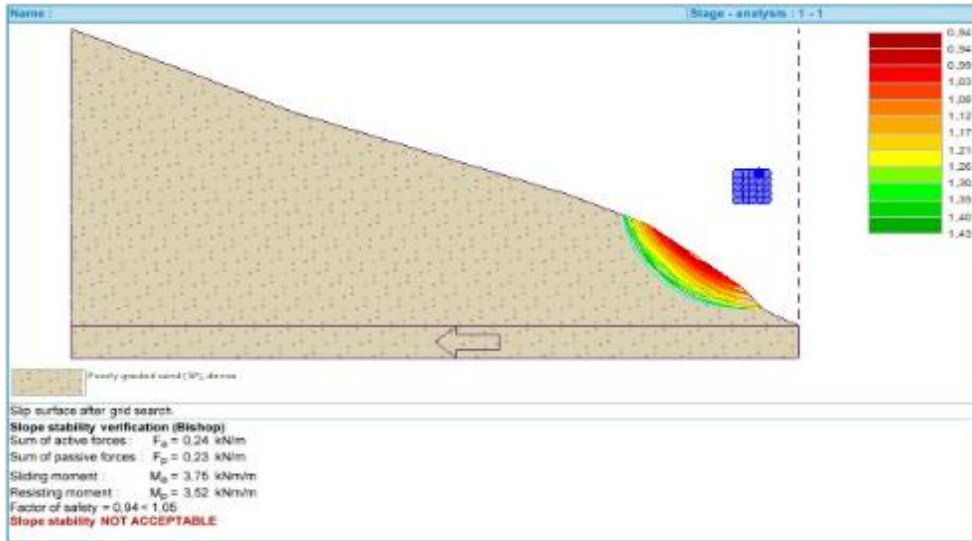 Name :
Stage - analysis : 1 - 1
0,94
0,94
0,99
1,03
1,08
1,12
1,17
1,21
1,26
1,30
1,35
1,40
1,43
Poorly graded sand (SP), dense
Slip surface after grid search.
Slope stability verification (Bishop)
Sum of active forces : Fa = 0,24 kN/m
Sum of passive forces : Fp = 0,23 kN/m
Sliding moment : Ma = 3,75 kNm/m
Resisting moment : Mp = 3,52 kNm/m
Factor of safety = 0,94 < 1,05
Slope stability NOT ACCEPTABLE